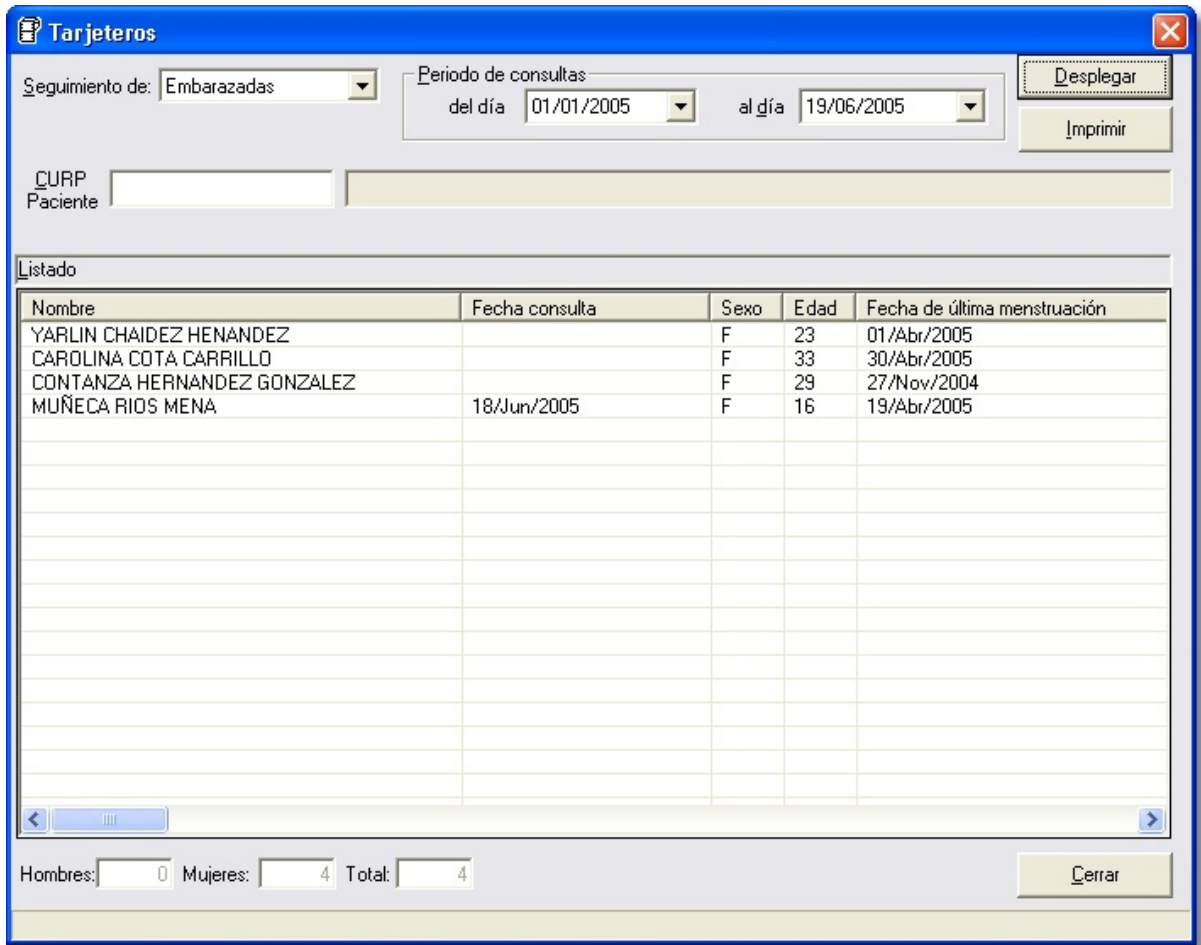 Tarjeteros
Seguimiento de: Embarazadas
Periodo de consultas
del día 01/01/2005 al día 19/06/2005
Desplegar
Imprimir
CURP
Paciente
Listado
Nombre Fecha consulta Sexo Edad Fecha de última menstruación
YARLIN CHAIDEZ HENANDEZ F 23 01/Abr/2005
CAROLINA COTA CARRILLO F 33 30/Abr/2005
CONTANZA HERNANDEZ GONZALEZ F 29 27/Nov/2004
MUÑECA RIOS MENA 18/Jun/2005 F 16 19/Abr/2005
Hombres: 0 Mujeres: 4 Total: 4
Cerrar